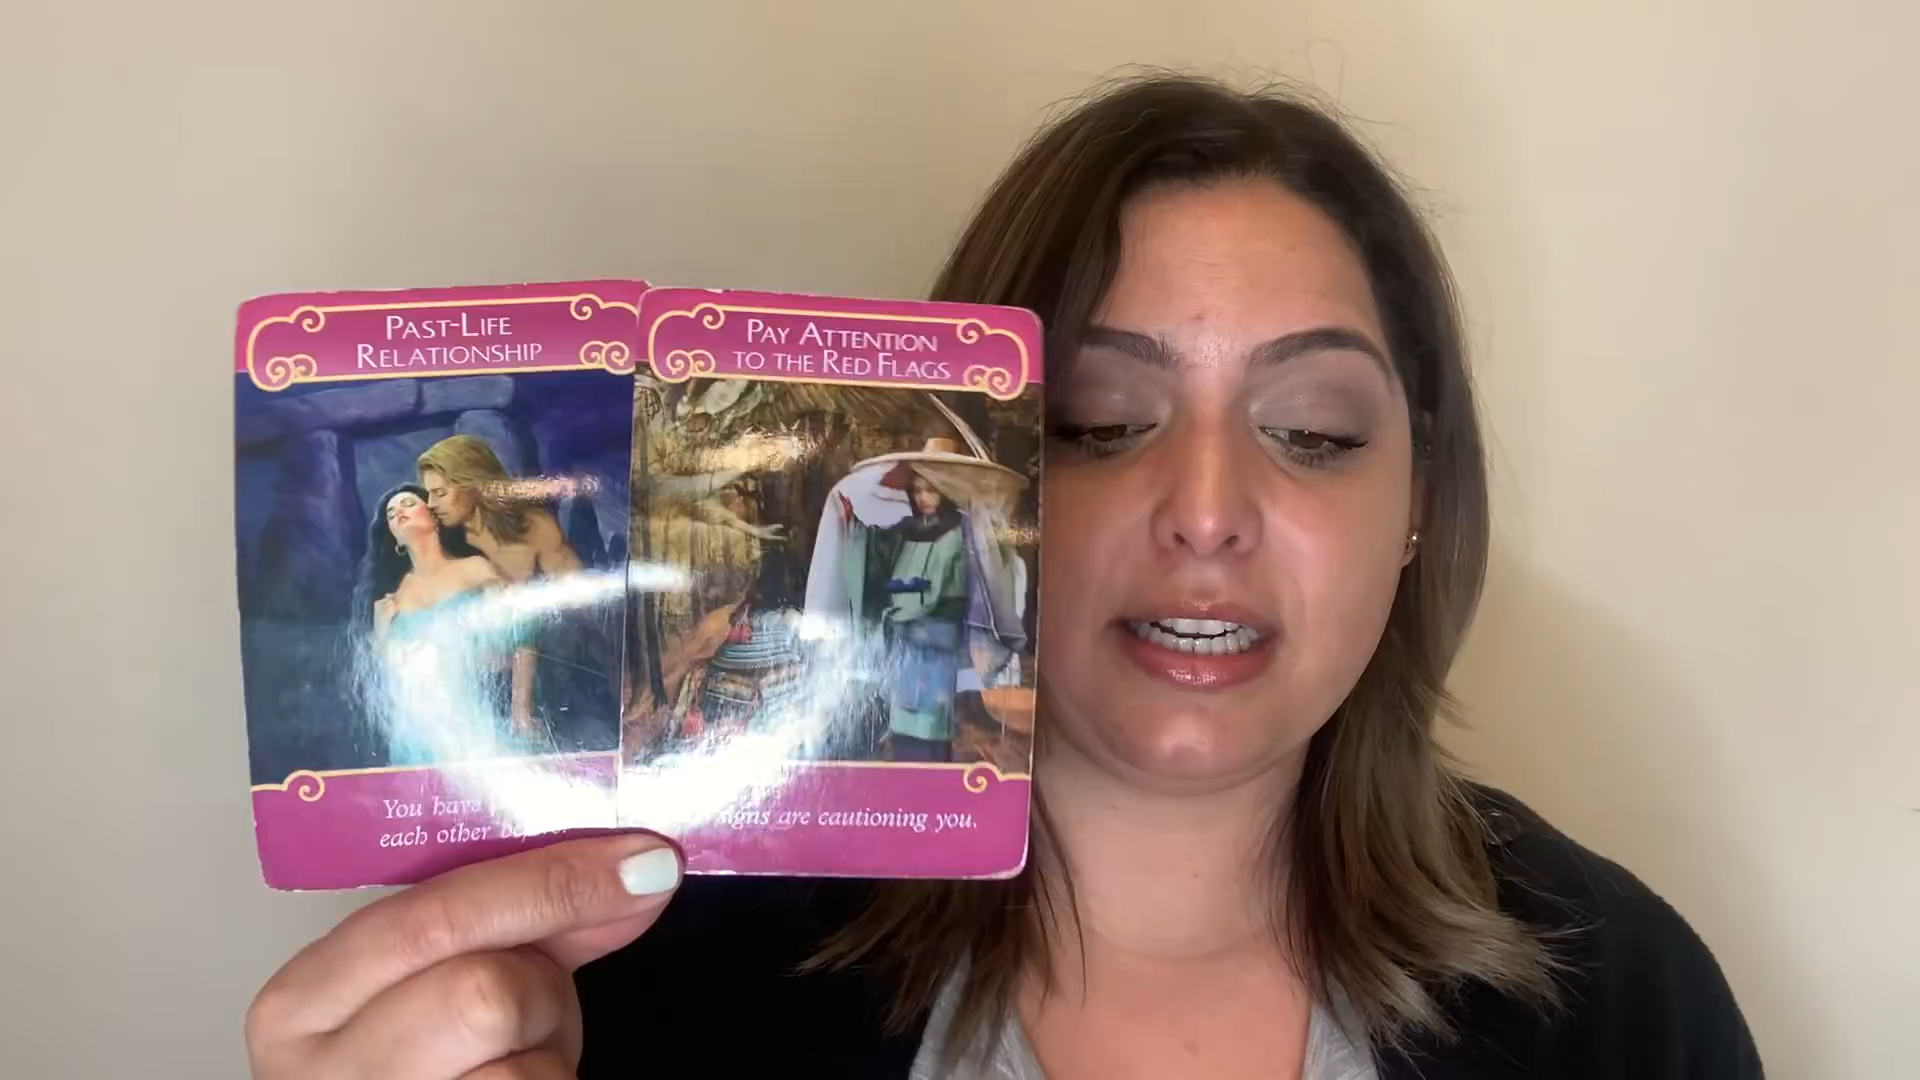 PAST-LIFE
RELATIONSHIP
You have
each other
PAY ATTENTION
TO THE RED FLAGS
signs are cautioning you.